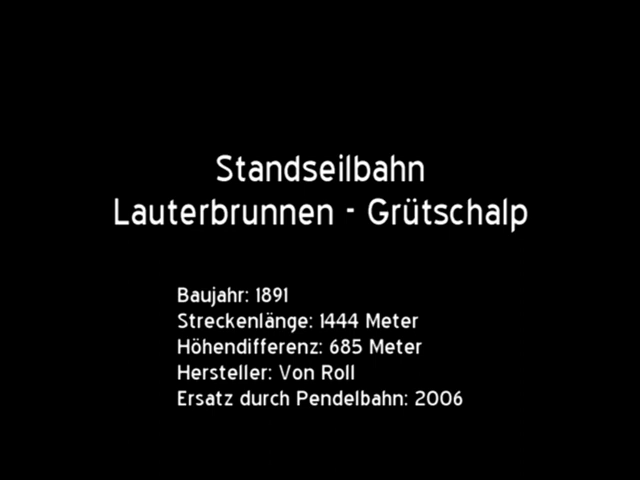 Standseilbahn
Lauterbrunnen - Grütschalp
Baujahr: 1891
Streckenlänge: 1444 Meter
Höhendifferenz: 685 Meter
Hersteller: Von Roll
Ersatz durch Pendelbahn: 2006